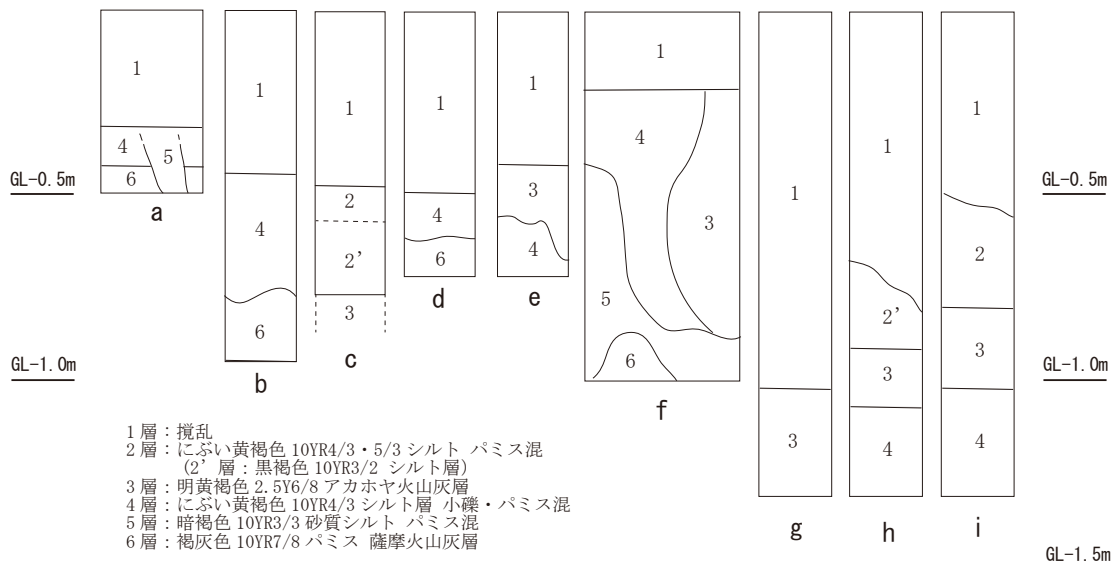 1
4
5
6
a
1
4
6
b
1
2
2’
3
c
1
4
6
d
1
3
4
e
1
4
3
5
6
f
1
3
g
1
2’
3
4
h
1
2
3
4
i
GL-0.5m
GL-1.0m
GL-0.5m
GL-1.0m
GL-1.5m
1層：撹乱
2層：にぶい黄褐色 10YR4/3・5/3 シルト パミス混
（2’層：黒褐色 10YR3/2 シルト層）
3層：明黄褐色 2.5Y6/8 アカホヤ火山灰層
4層：にぶい黄褐色 10YR4/3 シルト層 小礫・パミス混
5層：暗褐色 10YR3/3 砂質シルト パミス混
6層：褐灰色 10YR7/8 パミス 薩摩火山灰層